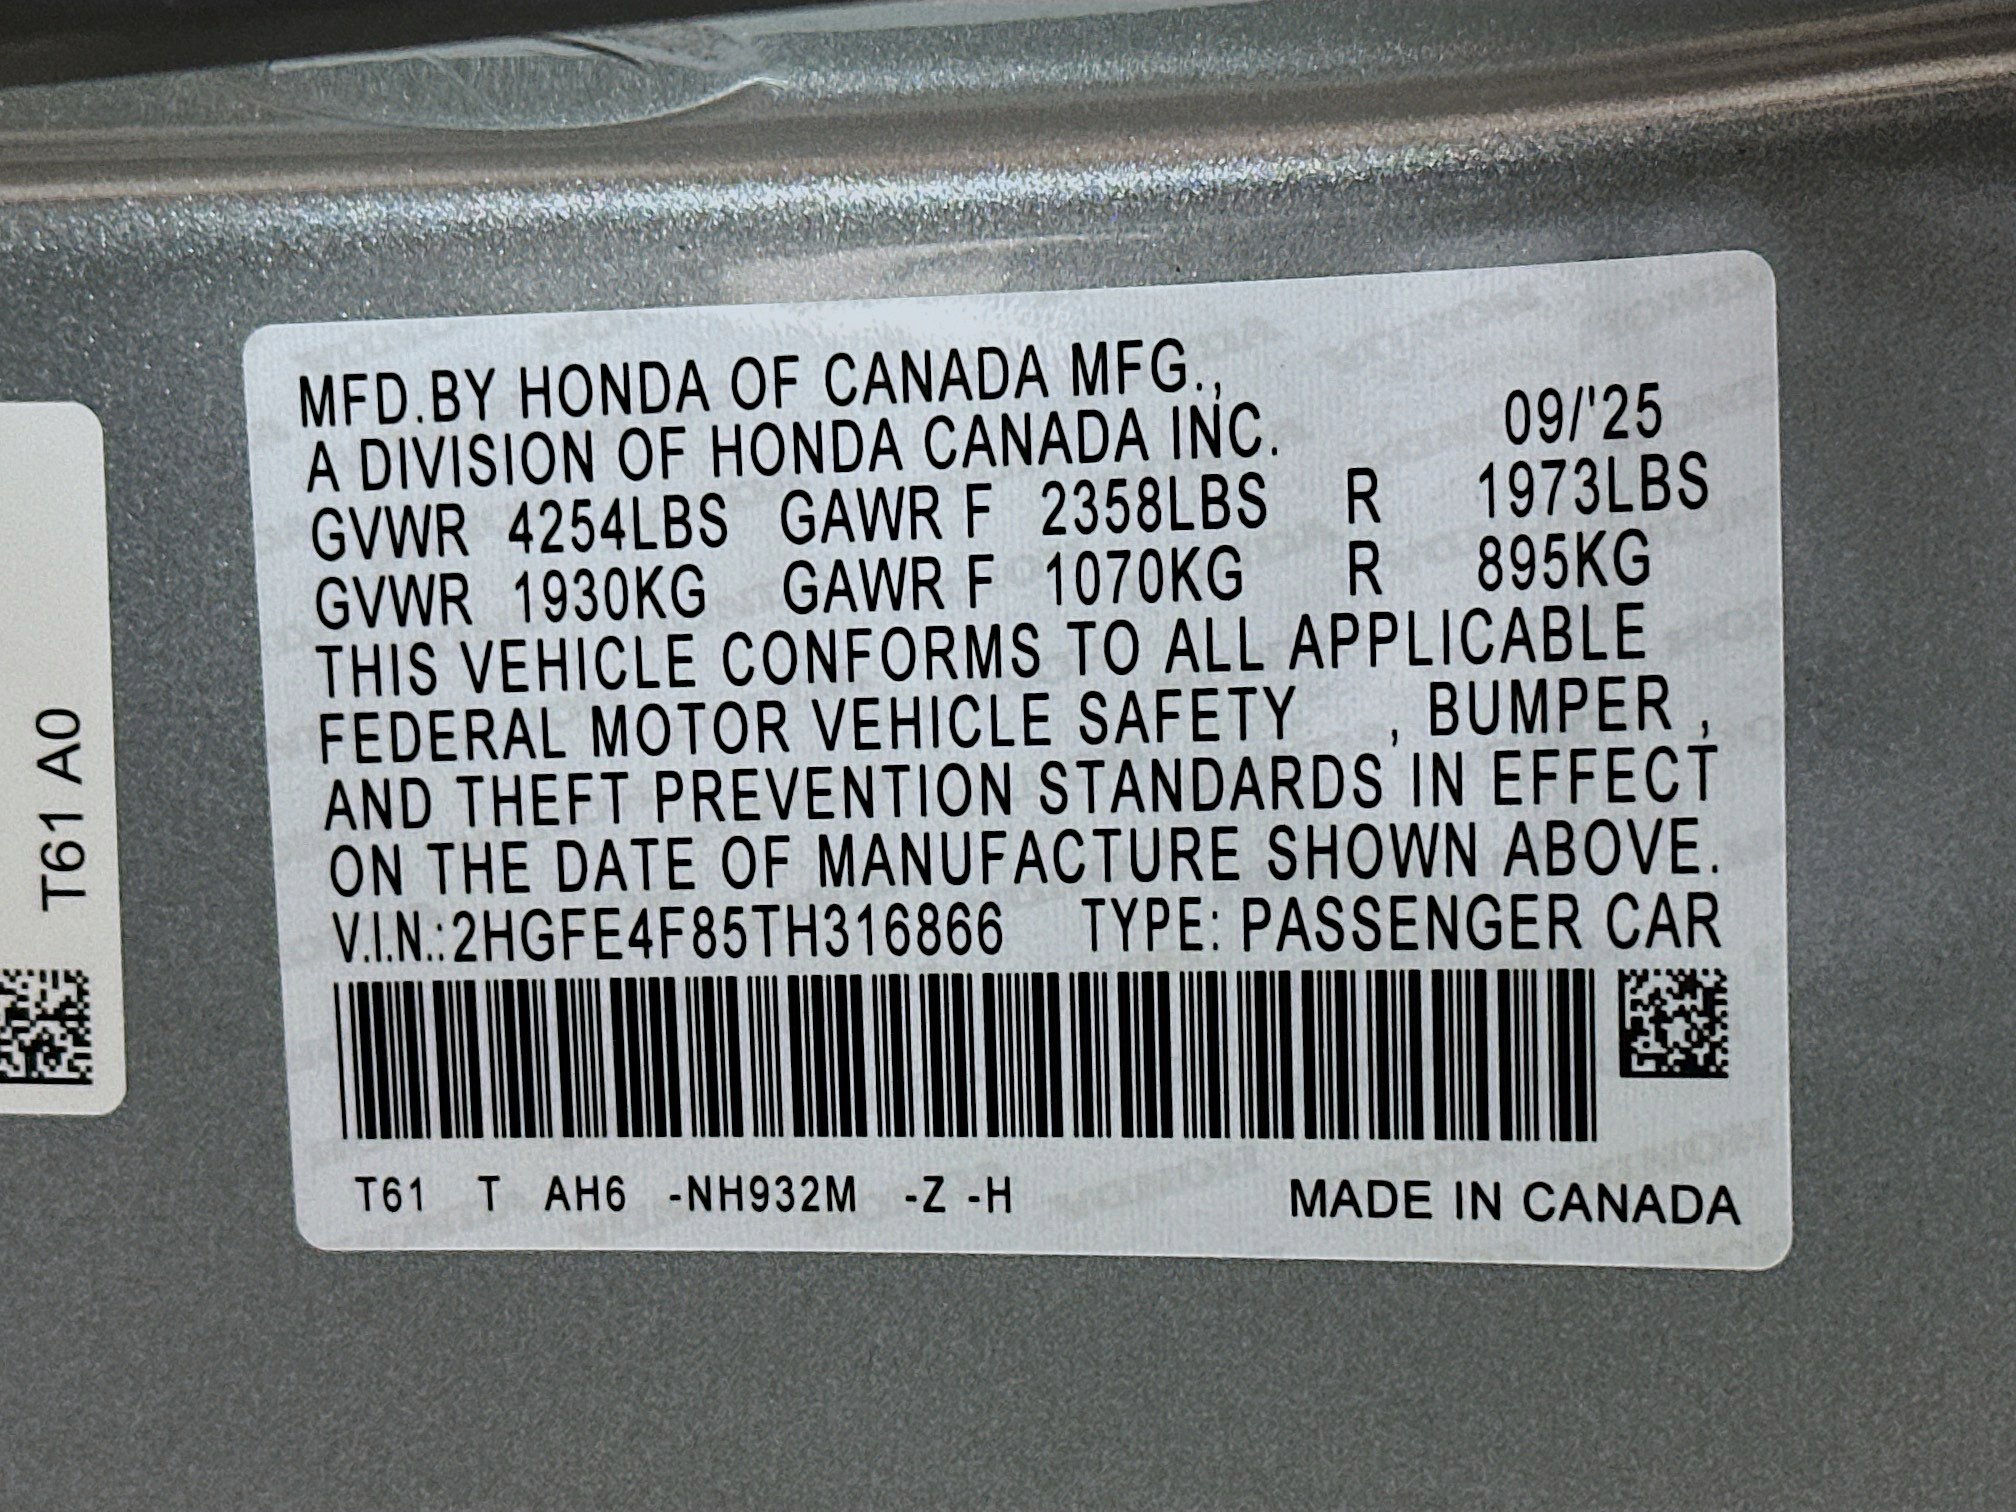 MFD.BY HONDA OF CANADA MFG.,
A DIVISION OF HONDA CANADA INC. 09/'25
GVWR 4254LBS GAWR F 2358LBS R 1973LBS
GVWR 1930KG GAWR F 1070KG R 895KG
THIS VEHICLE CONFORMS TO ALL APPLICABLE
FEDERAL MOTOR VEHICLE SAFETY , BUMPER ,
AND THEFT PREVENTION STANDARDS IN EFFECT
ON THE DATE OF MANUFACTURE SHOWN ABOVE.
V.I.N.:2HGFE4F85TH316866 TYPE: PASSENGER CAR
T61 T AH6 -NH932M -Z -H MADE IN CANADA
T61 A0